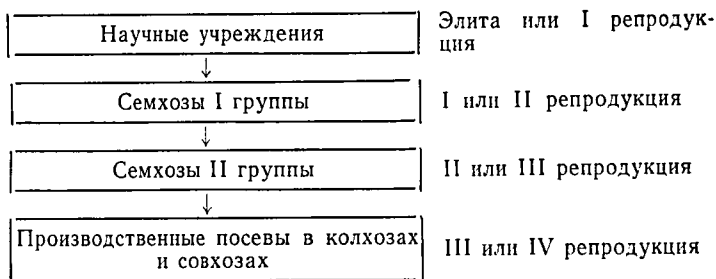 Научные учреждения
Элита или I репродук-
ция
Семхозы I группы
I или II репродукция
Семхозы II группы
II или III репродукция
Производственные посевы в колхозах
и совхозах
III или IV репродукция